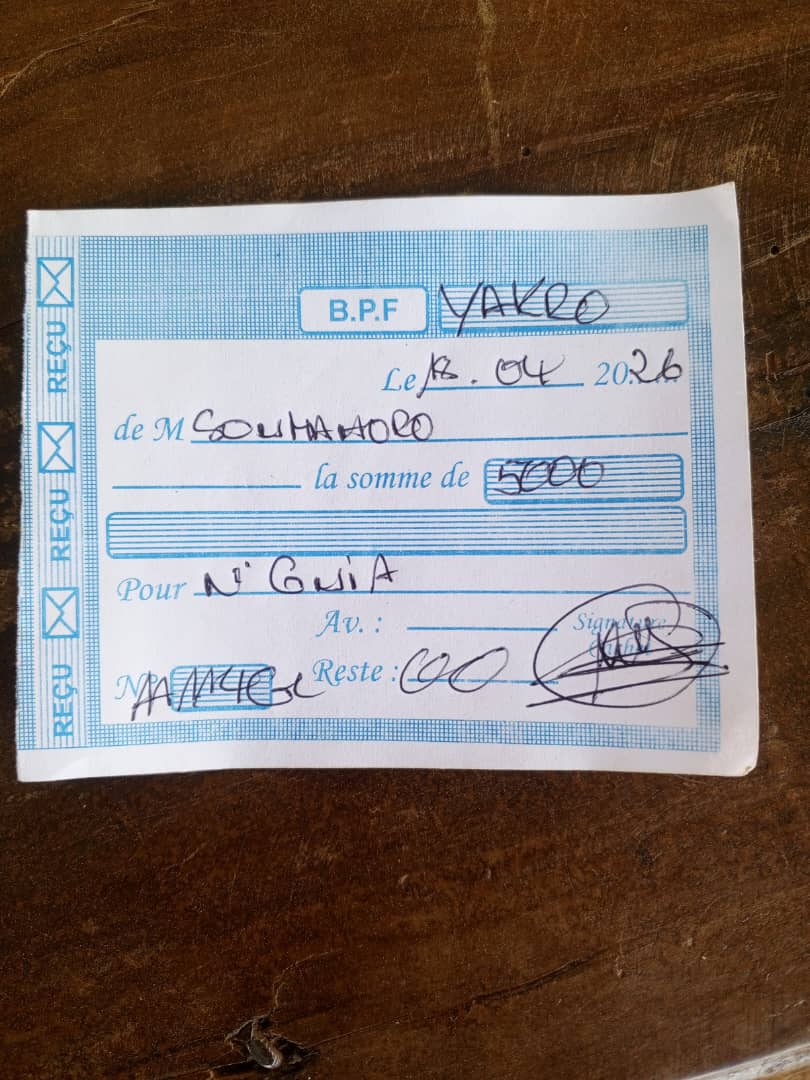 REÇU REÇU REÇU
B.P.F YAKRO
Le 18.04 2026
de M SOUMAHORO
la somme de 5000
Pour N'GUIA
Av. : Signature
N° Reste : 00